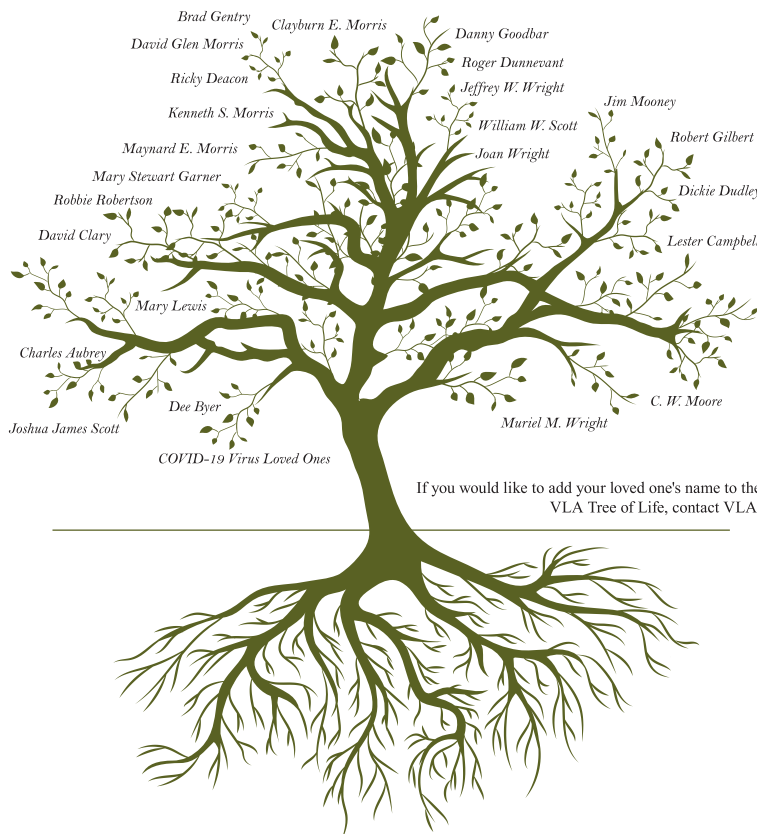 Brad Gentry
Clayburn E. Morris
Danny Goodbar
David Glen Morris
Roger Dunnevant
Ricky Deacon
Jeffrey W. Wright
Jim Mooney
Kenneth S. Morris
William W. Scott
Robert Gilbert
Maynard E. Morris
Joan Wright
Mary Stewart Garner
Dickie Dudley
Robbie Robertson
David Clary
Lester Campbell
Mary Lewis
Charles Aubrey
C. W. Moore
Dee Byer
Muriel M. Wright
Joshua James Scott
COVID-19 Virus Loved Ones
If you would like to add your loved one's name to the
VLA Tree of Life, contact VLA